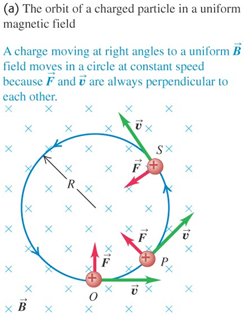 (a) The orbit of a charged particle in a uniform
magnetic field
A charge moving at right angles to a uniform B⃗
field moves in a circle at constant speed
because F⃗ and v⃗ are always perpendicular to
each other.
v⃗
S
F⃗
R
F⃗
v⃗
P
F⃗
O
v⃗
B⃗